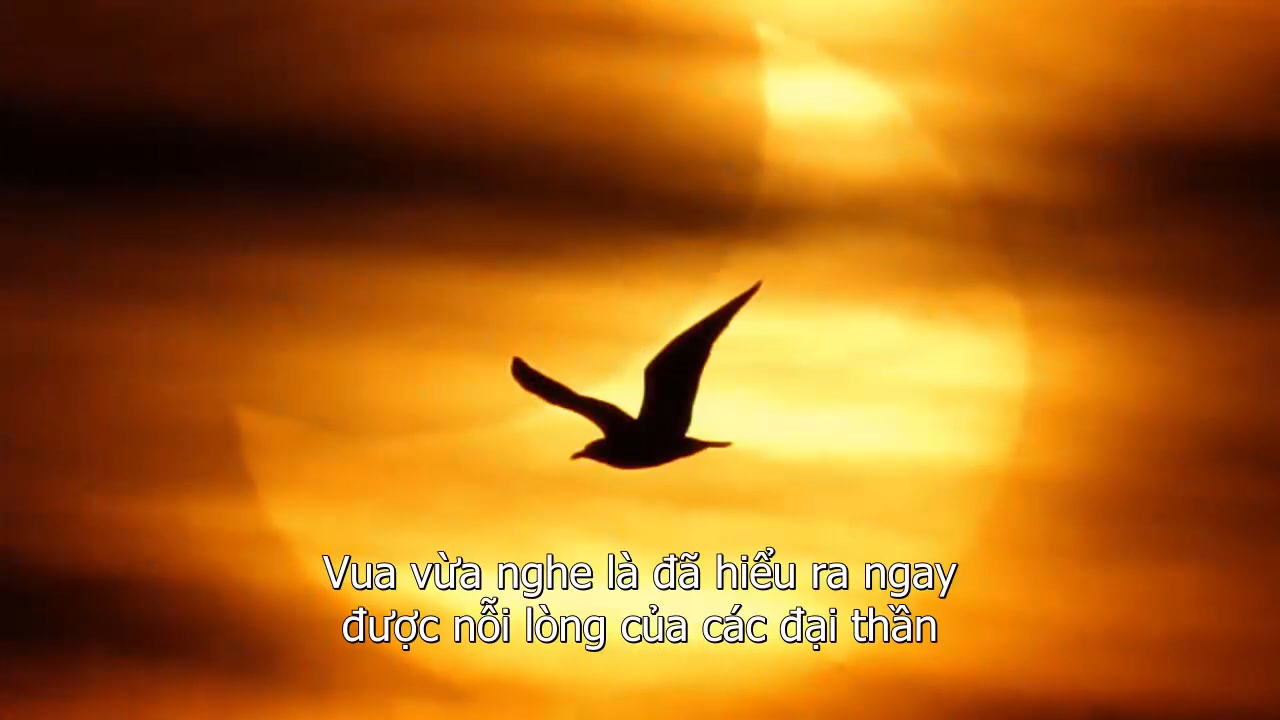 Vua vừa nghe là đã hiểu ra ngay
được nỗi lòng của các đại thần